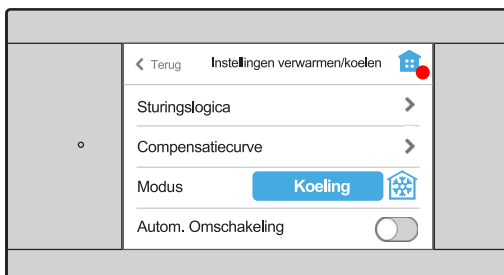 Terug Instellingen verwarmen/koelen
Sturingslogica
Compensatiecurve
Modus Koeling
Autom. Omschakeling